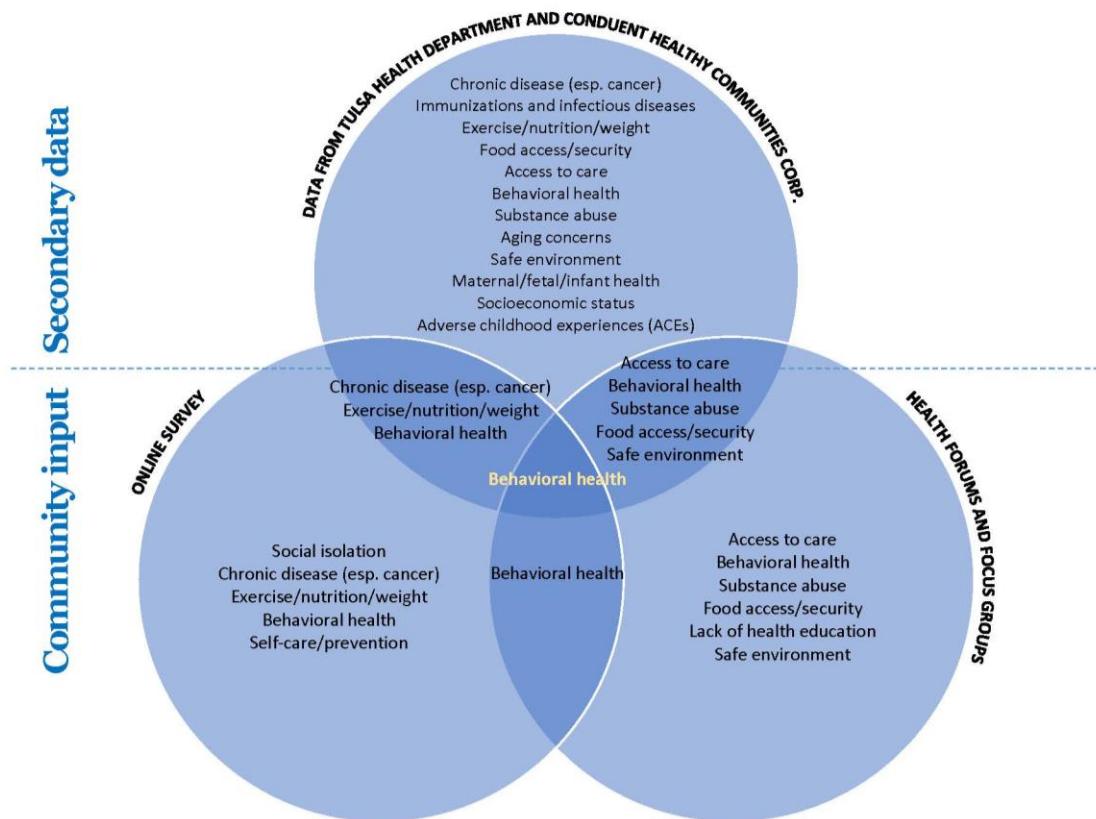 DATA FROM TULSA HEALTH DEPARTMENT AND CONDUENT HEALTHY COMMUNITIES CORP.
Secondary data
Chronic disease (esp. cancer)
Immunizations and infectious diseases
Exercise/nutrition/weight
Food access/security
Access to care
Behavioral health
Substance abuse
Aging concerns
Safe environment
Maternal/fetal/infant health
Socioeconomic status
Adverse childhood experiences (ACEs)
Community input
ONLINE SURVEY
Chronic disease (esp. cancer)
Exercise/nutrition/weight
Behavioral health
Access to care
Behavioral health
Substance abuse
Food access/security
Safe environment
HEALTH FORUMS AND FOCUS GROUPS
Behavioral health
Social isolation
Chronic disease (esp. cancer)
Exercise/nutrition/weight
Behavioral health
Self-care/prevention
Behavioral health
Access to care
Behavioral health
Substance abuse
Food access/security
Lack of health education
Safe environment